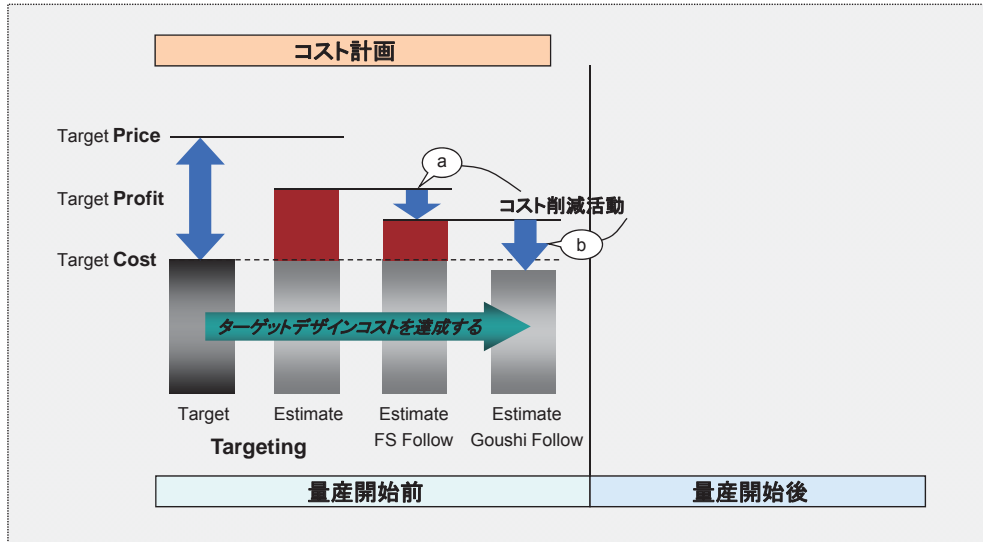 コスト計画
Target Price
a
Target Profit
コスト削減活動
b
Target Cost
ターゲットデザインコストを達成する
Target
Estimate
Estimate
FS Follow
Estimate
Goushi Follow
Targeting
量産開始前
量産開始後